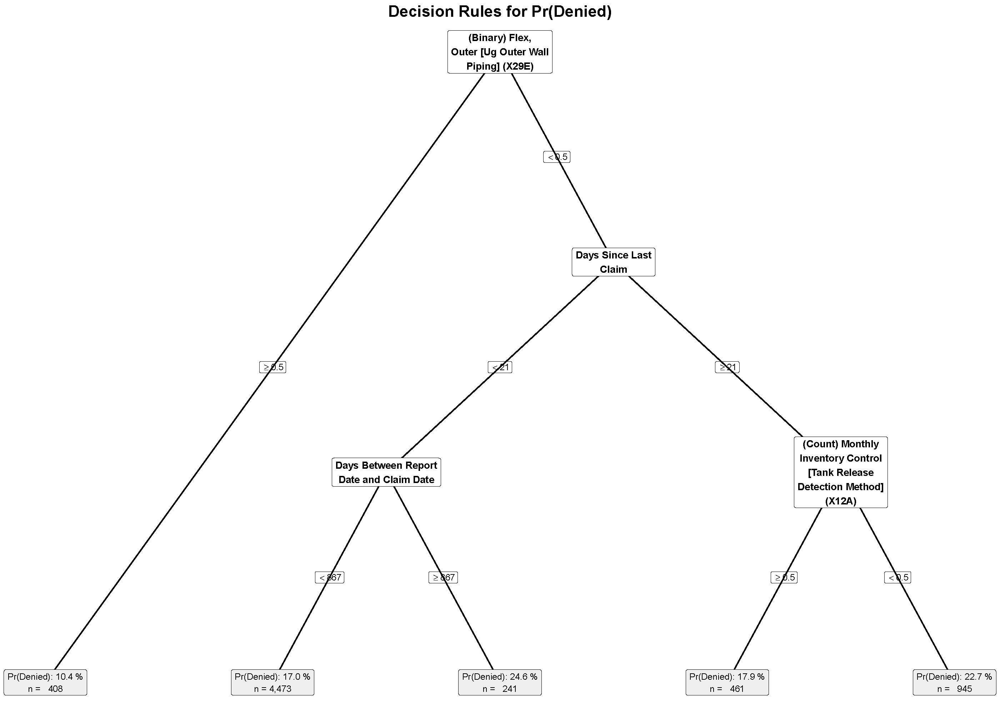 Decision Rules for Pr(Denied)
(Binary) Flex,
Outer [Ug Outer Wall
Piping] (X29E)
< 0.5
Days Since Last
Claim
≥ 0.5
< 21
≥ 21
(Count) Monthly
Inventory Control
[Tank Release
Detection Method]
(X12A)
Days Between Report
Date and Claim Date
< 867
≥ 867
≥ 0.5
< 0.5
Pr(Denied): 10.4 %
n = 408
Pr(Denied): 17.0 %
n = 4,473
Pr(Denied): 24.6 %
n = 241
Pr(Denied): 17.9 %
n = 461
Pr(Denied): 22.7 %
n = 945